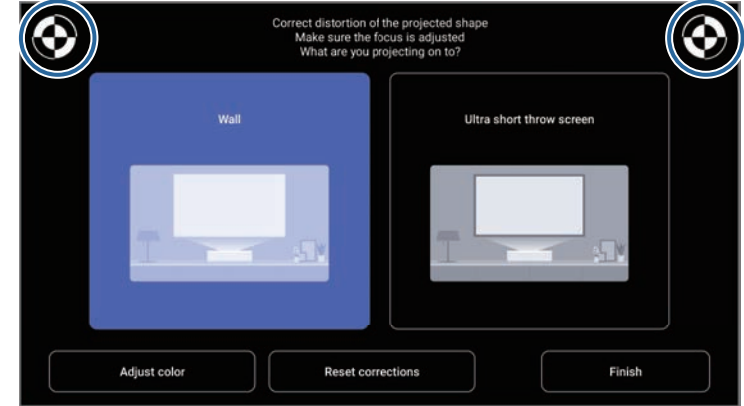 Correct distortion of the projected shape
Make sure the focus is adjusted
What are you projecting on to?
Wall
Ultra short throw screen
Adjust color
Reset corrections
Finish